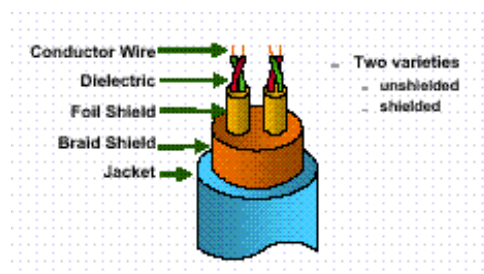 Conductor Wire
Dielectric
Foil Shield
Braid Shield
Jacket
Two varieties
unshielded
shielded